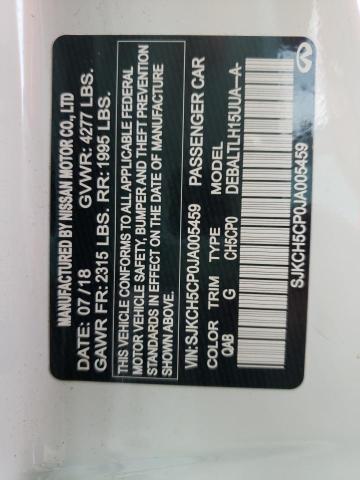 MANUFACTURED BY NISSAN MOTOR CO., LTD
DATE: 07/18 GVWR: 4277 LBS.
GAWR FR: 2315 LBS. RR: 1995 LBS.
THIS VEHICLE CONFORMS TO ALL APPLICABLE FEDERAL
MOTOR VEHICLE SAFETY, BUMPER AND THEFT PREVENTION
STANDARDS IN EFFECT ON THE DATE OF MANUFACTURE
SHOWN ABOVE.
VIN: SJKCH5CP0JA005459 PASSENGER CAR
COLOR TRIM TYPE MODEL
QAB G CH5CP0 DEBALTLH15UUA—A-
SJKCH5CP0JA005459